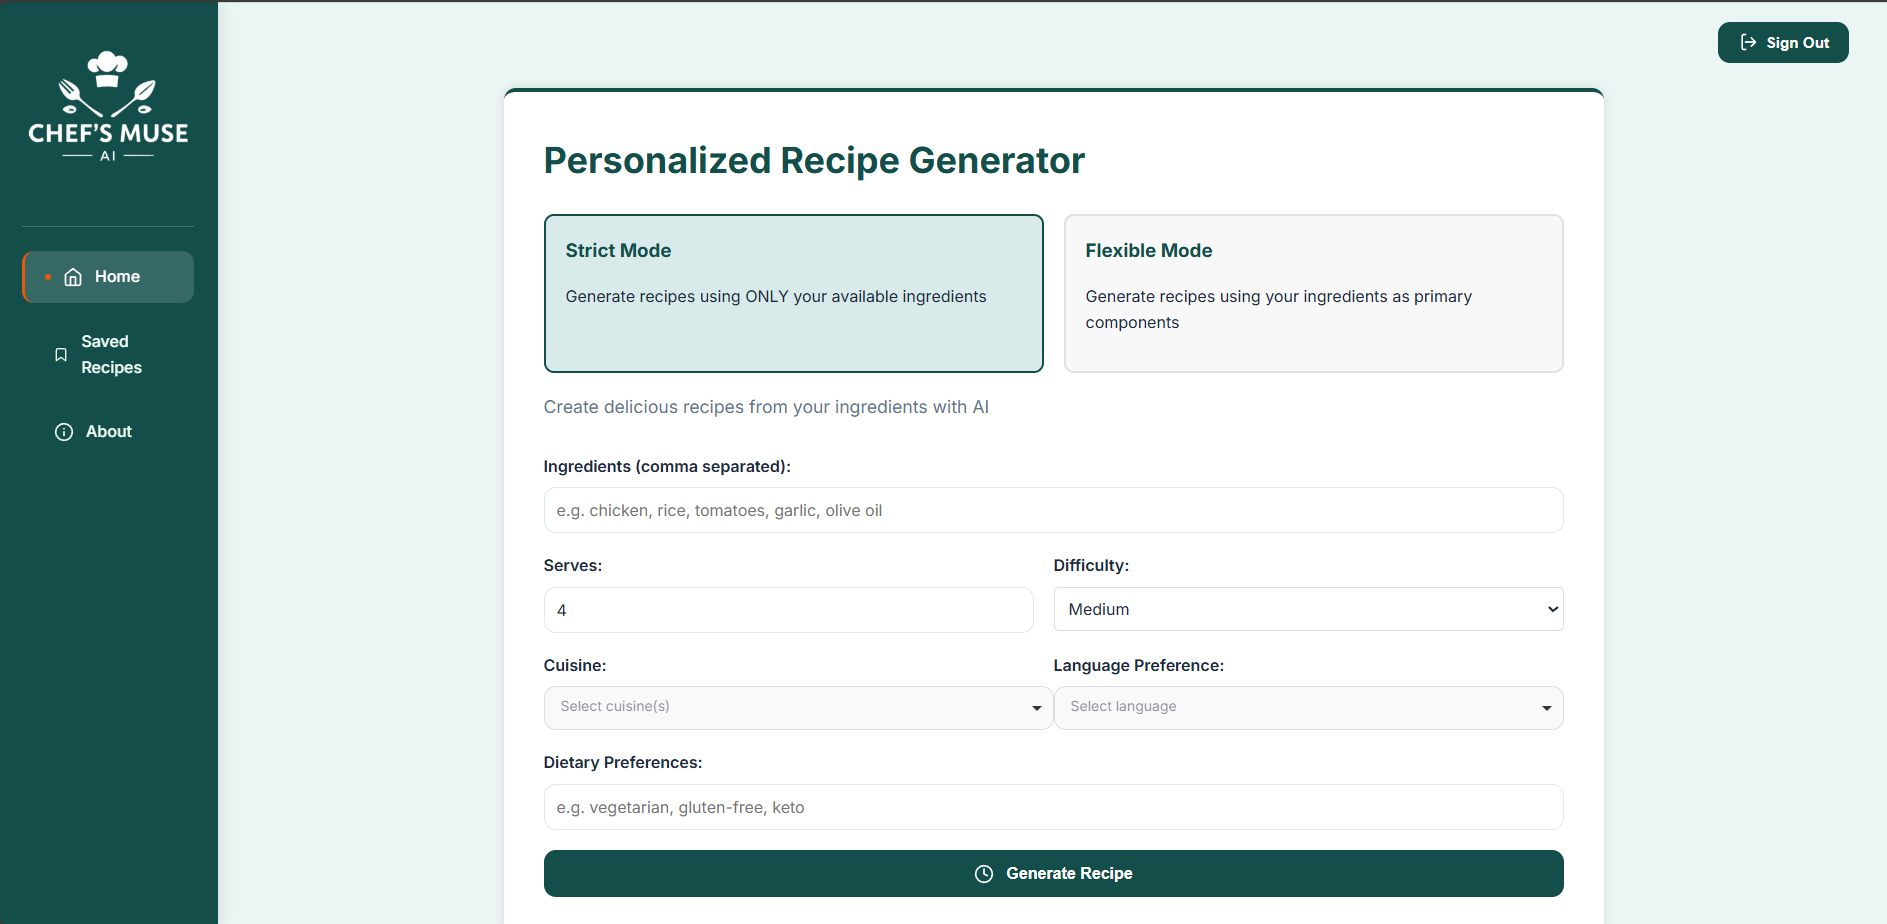 CHEF'S MUSE
AI
Home
Saved
Recipes
About
Sign Out
Personalized Recipe Generator
Strict Mode
Generate recipes using ONLY your available ingredients
Flexible Mode
Generate recipes using your ingredients as primary
components
Create delicious recipes from your ingredients with AI
Ingredients (comma separated):
e.g. chicken, rice, tomatoes, garlic, olive oil
Serves:
4
Difficulty:
Medium
Cuisine:
Select cuisine(s)
Language Preference:
Select language
Dietary Preferences:
e.g. vegetarian, gluten-free, keto
Generate Recipe